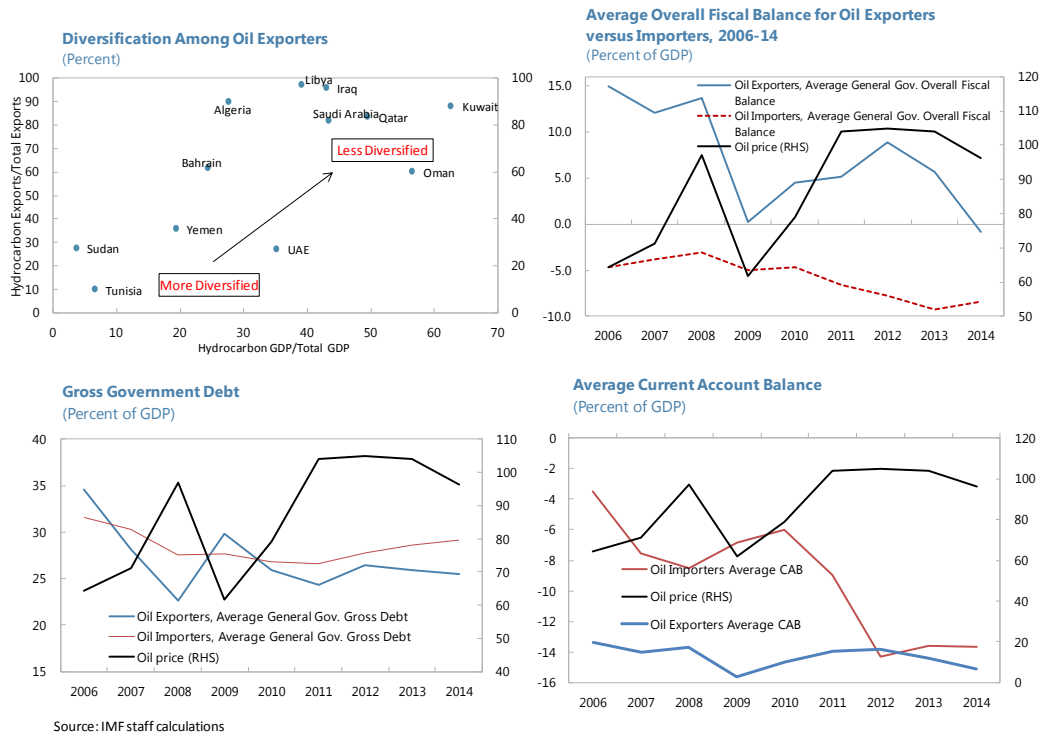 Diversification Among Oil Exporters
(Percent)
Hydrocarbon Exports/Total Exports
100
90
80
70
60
50
40
30
20
10
0
100
80
60
40
20
0
Libya
Iraq
Algeria
Saudi Arabia
Qatar
Kuwait
Less Diversified
Bahrain
Oman
Yemen
Sudan
UAE
More Diversified
Tunisia
0 10 20 30 40 50 60 70
Hydrocarbon GDP/Total GDP
Average Overall Fiscal Balance for Oil Exporters
versus Importers, 2006-14
(Percent of GDP)
15.0
10.0
5.0
0.0
-5.0
-10.0
120
110
100
90
80
70
60
50
Oil Exporters, Average General Gov. Overall Fiscal
Balance
Oil Importers, Average General Gov. Overall Fiscal
Balance
Oil price (RHS)
2006 2007 2008 2009 2010 2011 2012 2013 2014
Gross Government Debt
(Percent of GDP)
40
35
30
25
20
15
110
100
90
80
70
60
50
40
Oil Exporters, Average General Gov. Gross Debt
Oil Importers, Average General Gov. Gross Debt
Oil price (RHS)
2006 2007 2008 2009 2010 2011 2012 2013 2014
Average Current Account Balance
(Percent of GDP)
0
-2
-4
-6
-8
-10
-12
-14
-16
120
100
80
60
40
20
0
Oil Importers Average CAB
Oil price (RHS)
Oil Exporters Average CAB
2006 2007 2008 2009 2010 2011 2012 2013 2014
Source: IMF staff calculations